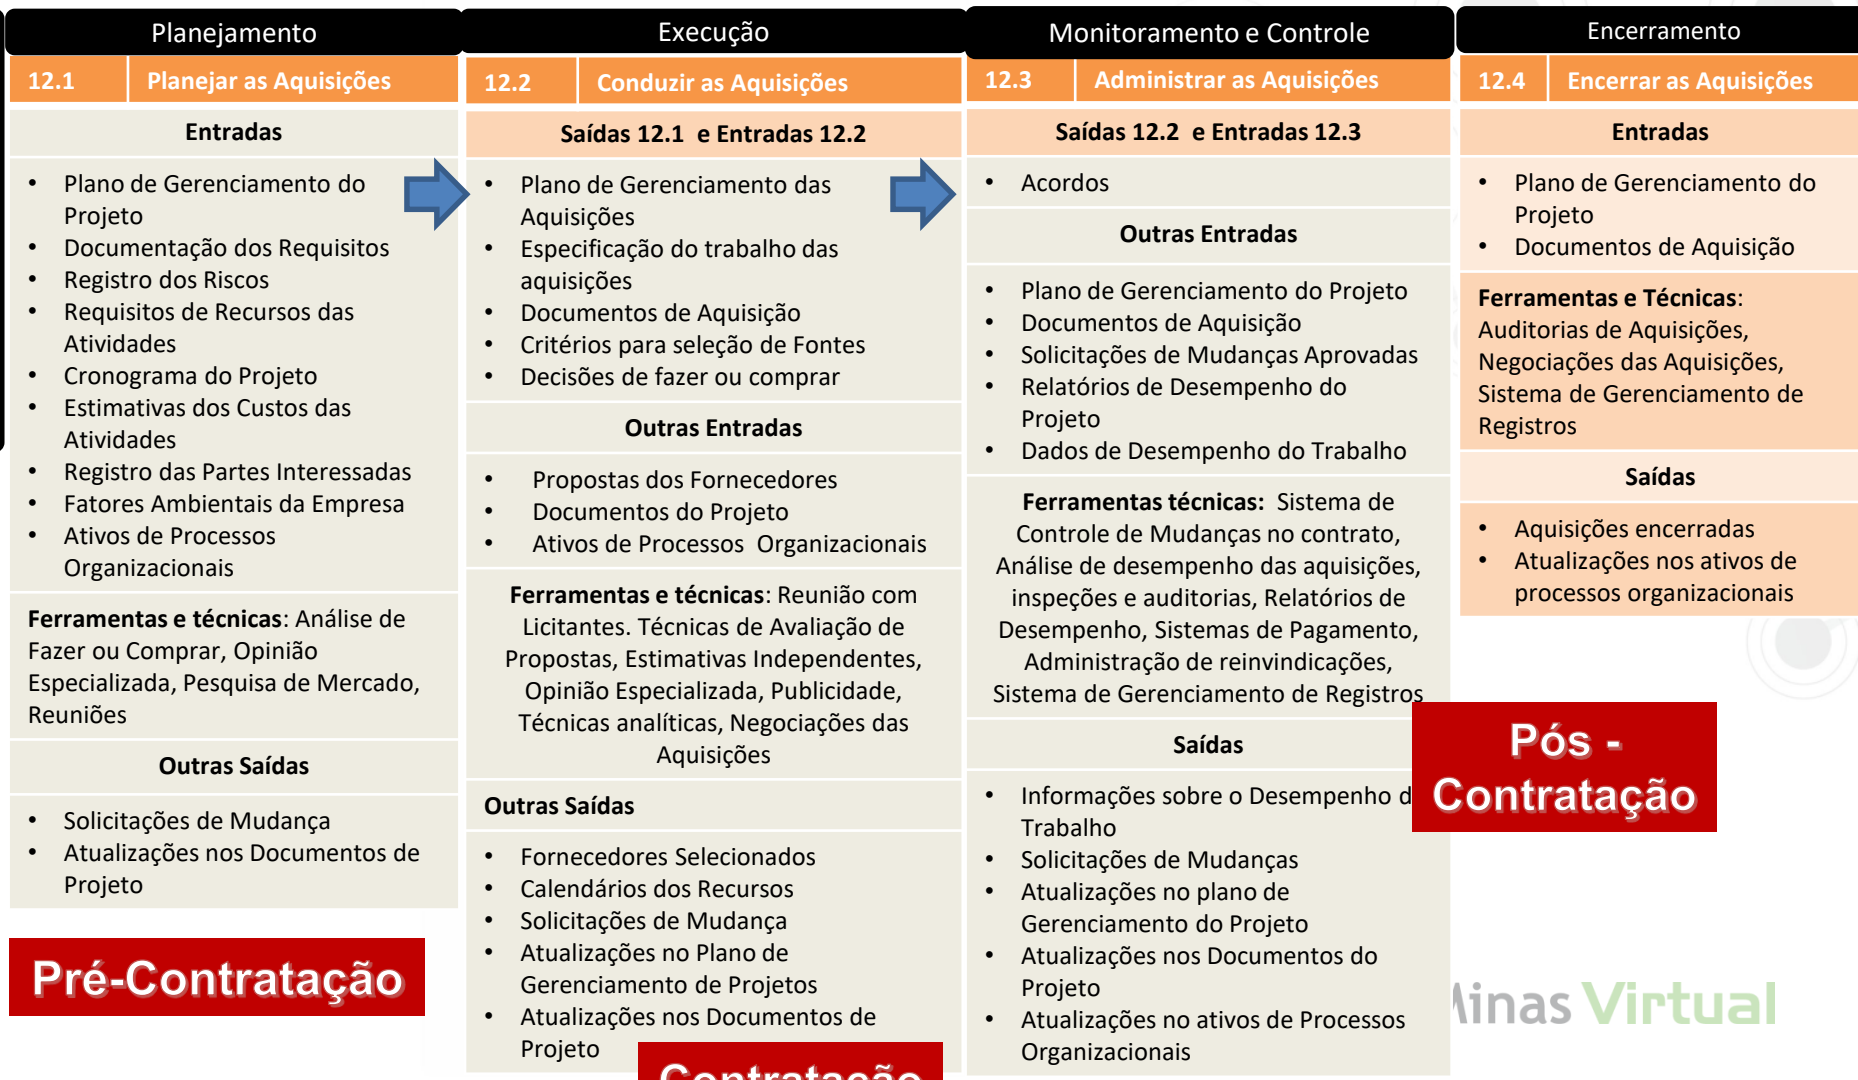 Planejamento
12.1 Planejar as Aquisições
Entradas
• Plano de Gerenciamento do
Projeto
• Documentação dos Requisitos
• Registro dos Riscos
• Requisitos de Recursos das
Atividades
• Cronograma do Projeto
• Estimativas dos Custos das
Atividades
• Registro das Partes Interessadas
• Fatores Ambientais da Empresa
• Ativos de Processos
Organizacionais
Ferramentas e técnicas: Análise de
Fazer ou Comprar, Opinião
Especializada, Pesquisa de Mercado,
Reuniões
Outras Saídas
• Solicitações de Mudança
• Atualizações nos Documentos de
Projeto
Pré-Contratação
Execução
12.2 Conduzir as Aquisições
Saídas 12.1 e Entradas 12.2
• Plano de Gerenciamento das
Aquisições
• Especificação do trabalho das
aquisições
• Documentos de Aquisição
• Critérios para seleção de Fontes
• Decisões de fazer ou comprar
Outras Entradas
• Propostas dos Fornecedores
• Documentos do Projeto
• Ativos de Processos Organizacionais
Ferramentas e técnicas: Reunião com
Licitantes. Técnicas de Avaliação de
Propostas, Estimativas Independentes,
Opinião Especializada, Publicidade,
Técnicas analíticas, Negociações das
Aquisições
Outras Saídas
• Fornecedores Selecionados
• Calendários dos Recursos
• Solicitações de Mudança
• Atualizações no Plano de
Gerenciamento de Projetos
• Atualizações nos Documentos de
Projeto
Contratação
Monitoramento e Controle
12.3 Administrar as Aquisições
Saídas 12.2 e Entradas 12.3
• Acordos
Outras Entradas
• Plano de Gerenciamento do Projeto
• Documentos de Aquisição
• Solicitações de Mudanças Aprovadas
• Relatórios de Desempenho do
Projeto
• Dados de Desempenho do Trabalho
Ferramentas técnicas: Sistema de
Controle de Mudanças no contrato,
Análise de desempenho das aquisições,
inspeções e auditorias, Relatórios de
Desempenho, Sistemas de Pagamento,
Administração de reinvindicações,
Sistema de Gerenciamento de Registros
Saídas
• Informações sobre o Desempenho d
Trabalho
• Solicitações de Mudanças
• Atualizações no plano de
Gerenciamento do Projeto
• Atualizações nos Documentos do
Projeto
• Atualizações no ativos de Processos
Organizacionais
Encerramento
12.4 Encerrar as Aquisições
Entradas
• Plano de Gerenciamento do
Projeto
• Documentos de Aquisição
Ferramentas e Técnicas:
Auditorias de Aquisições,
Negociações das Aquisições,
Sistema de Gerenciamento de
Registros
Saídas
• Aquisições encerradas
• Atualizações nos ativos de
processos organizacionais
Pós -
Contratação
Minas Virtual